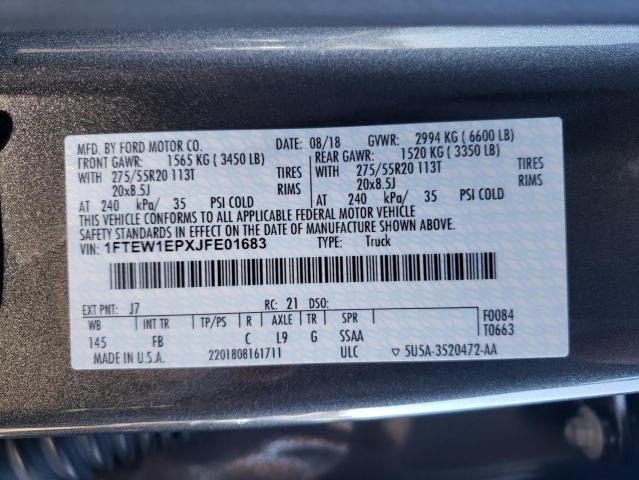 MFD. BY FORD MOTOR CO. DATE: 08/18 GVWR: 2994 KG ( 6600 LB)
FRONT GAWR: 1565 KG ( 3450 LB) REAR GAWR: 1520 KG ( 3350 LB)
WITH 275/55R20 113T TIRES WITH 275/55R20 113T TIRES
20x8.5J RIMS 20x8.5J RIMS
AT 240 kPa/ 35 PSI COLD AT 240 kPa/ 35 PSI COLD
THIS VEHICLE CONFORMS TO ALL APPLICABLE FEDERAL MOTOR VEHICLE
SAFETY STANDARDS IN EFFECT ON THE DATE OF MANUFACTURE SHOWN ABOVE.
VIN: 1FTEW1EPXJFE01683 TYPE: Truck
EXT PNT: J7 RC: 21 DSO:
WB INT TR TP/PS R AXLE TR SPR F0084
145 FB C L9 G SSAA T0663
MADE IN U.S.A. 2201808161711 ULC ▽ 5U5A-3520472-AA